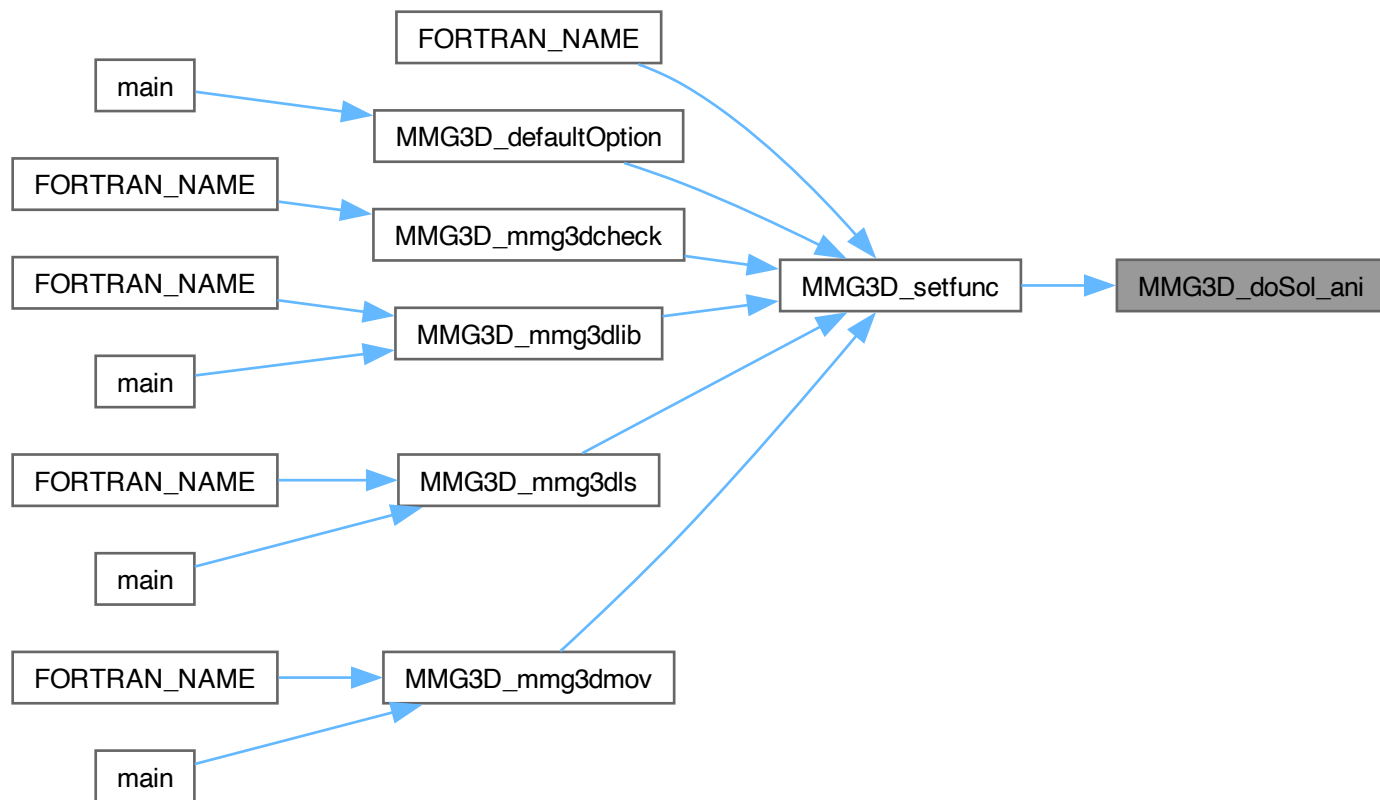 FORTRAN_NAME
main
MMG3D_defaultOption
FORTRAN_NAME
MMG3D_mmg3dcheck
FORTRAN_NAME
MMG3D_setfunc
MMG3D_doSol_ani
MMG3D_mmg3dlib
main
FORTRAN_NAME
MMG3D_mmg3dls
main
FORTRAN_NAME
MMG3D_mmg3dmov
main